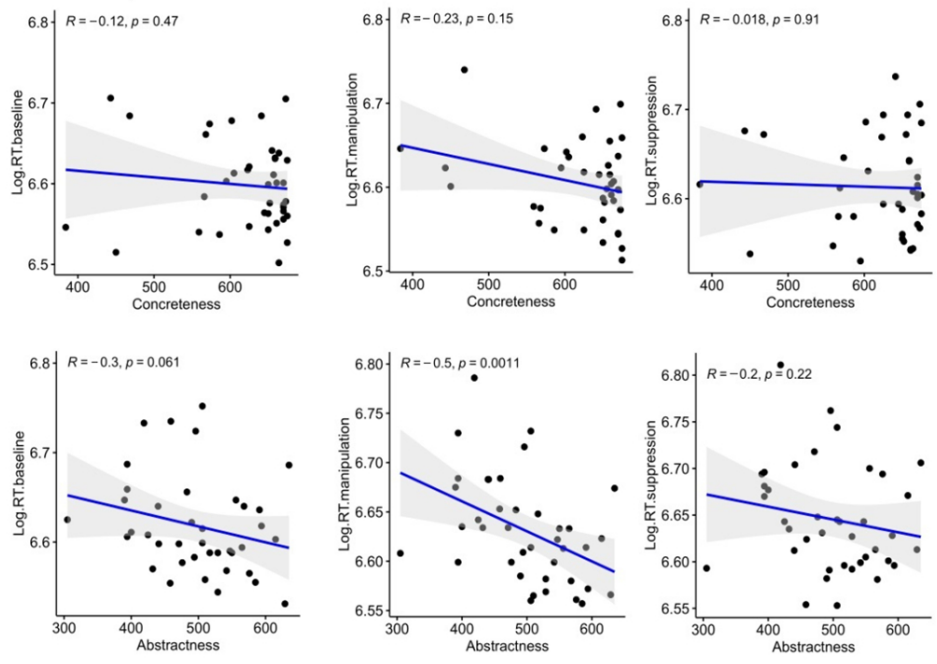 R = −0.12, p = 0.47
6.8
6.7
6.6
6.5
Log.RT.baseline
400 500 600
Concreteness
R = −0.23, p = 0.15
6.8
6.7
6.6
6.5
Log.RT.manipulation
400 500 600
Concreteness
R = −0.018, p = 0.91
6.8
6.7
6.6
Log.RT.suppression
400 500 600
Concreteness
R = −0.3, p = 0.061
6.8
6.7
6.6
Log.RT.baseline
300 400 500 600
Abstractness
R = −0.5, p = 0.0011
6.80
6.75
6.70
6.65
6.60
6.55
Log.RT.manipulation
300 400 500 600
Abstractness
R = −0.2, p = 0.22
6.80
6.75
6.70
6.65
6.60
6.55
Log.RT.suppression
300 400 500 600
Abstractness